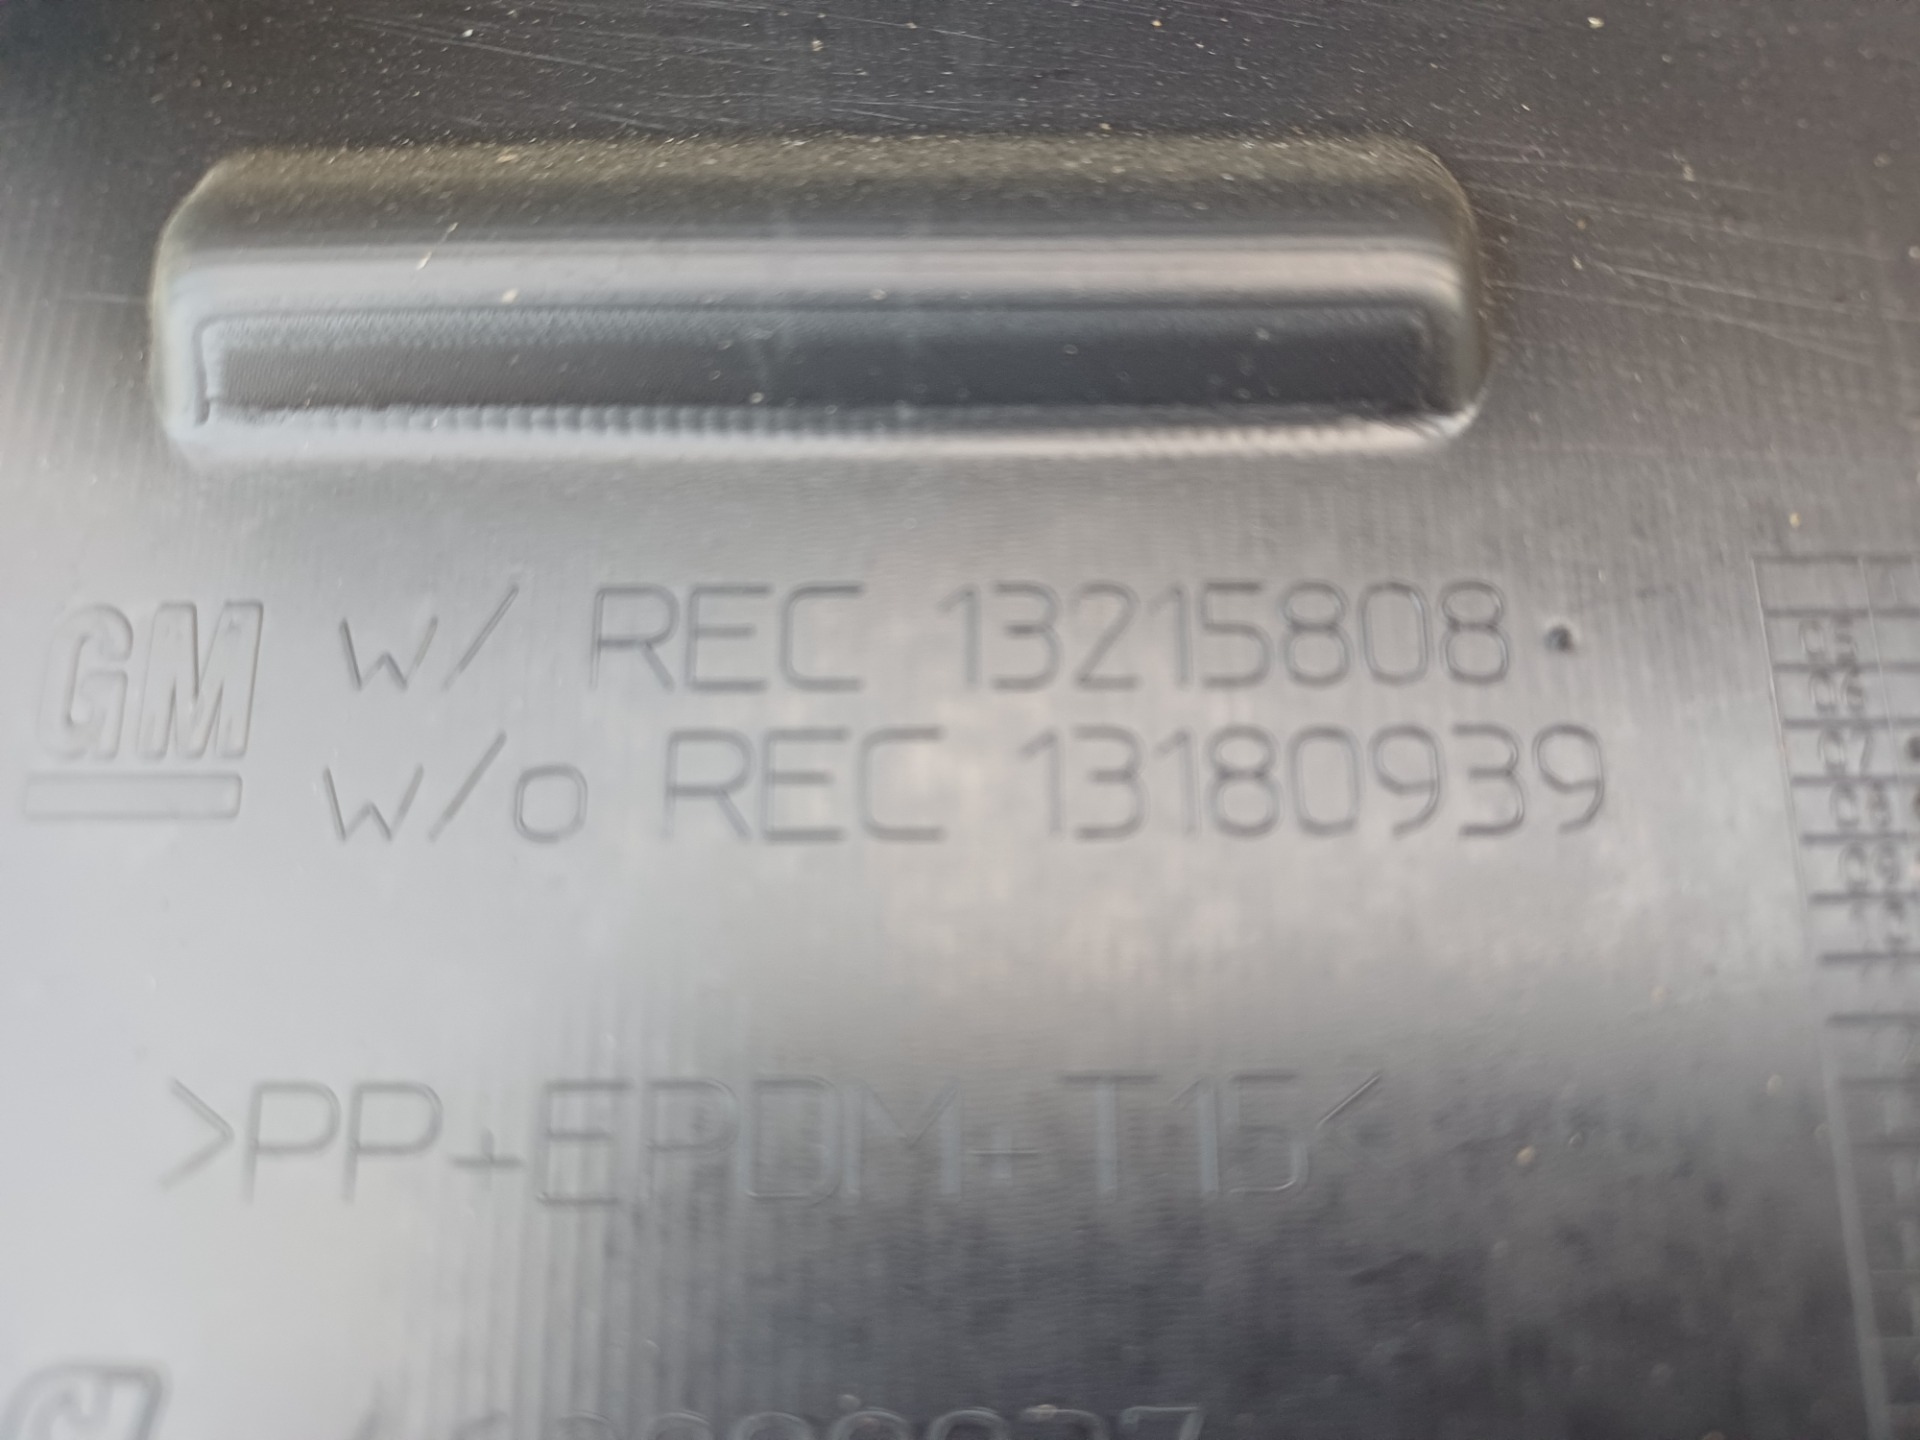 GM w/ REC 13215808
w/o REC 13180939
>PP+EPDM+T15<